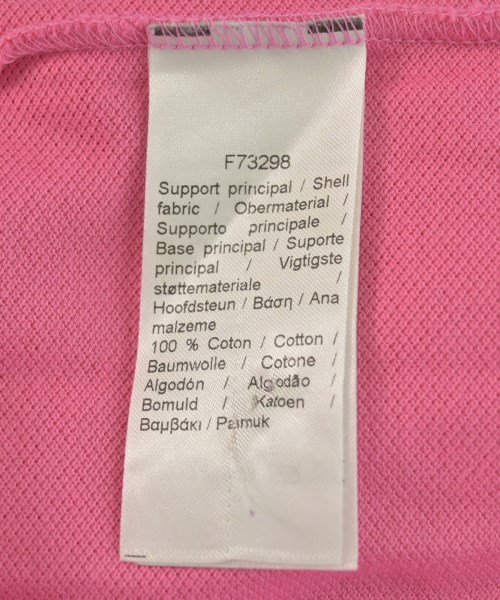 F73298
Support principal / Shell
fabric / Obermaterial /
Supporto principale /
Base principal / Suporte
principal / Vigtigste
støttemateriale /
Hoofdsteun / Βάση / Ana
malzeme
100 % Coton / Cotton /
Baumwolle / Cotone /
Algodón / Algodão /
Bomuld / Katoen /
Βαμβάκι / Pamuk